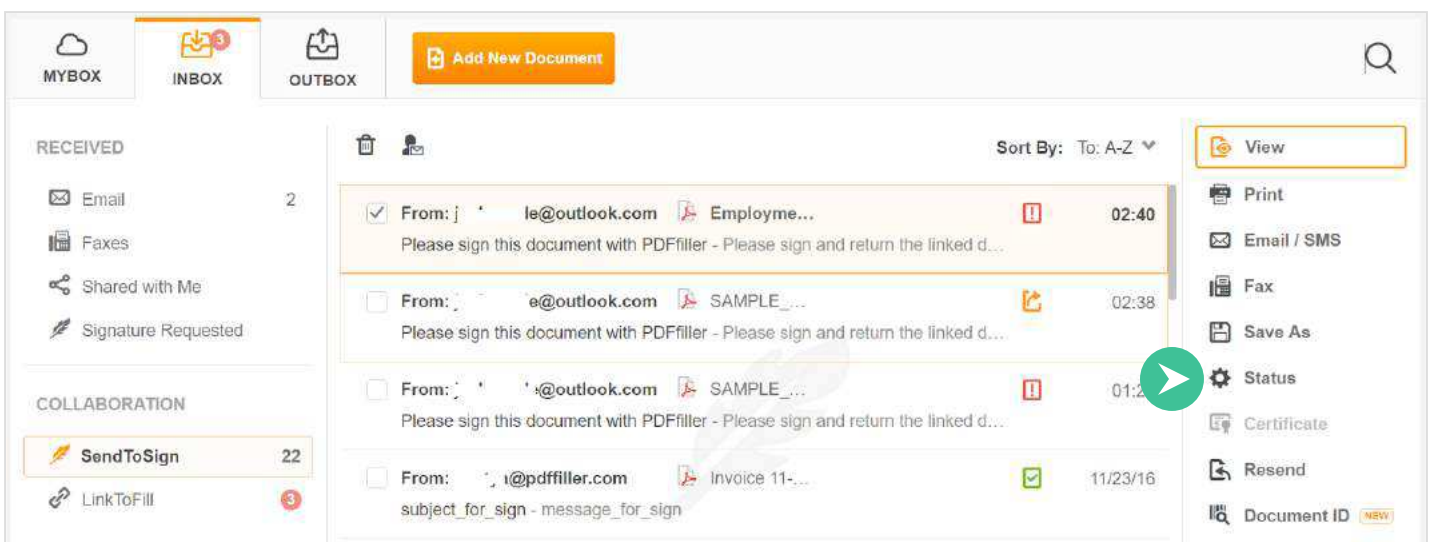 MYBOX
INBOX
3
OUTBOX
Add New Document
RECEIVED
Email 2
Faxes
Shared with Me
Signature Requested
COLLABORATION
SendToSign 22
LinkToFill 3
Sort By: To: A-Z
From: le@outlook.com Employme... 02:40
Please sign this document with PDFfiller - Please sign and return the linked d...
From: e@outlook.com SAMPLE_... 02:38
Please sign this document with PDFfiller - Please sign and return the linked d...
From: @outlook.com SAMPLE_...
Please sign this document with PDFfiller - Please sign and return the linked d...
From: @pdffiller.com Invoice 11-... 11/23/16
subject_for_sign - message_for_sign
View
Print
Email / SMS
Fax
Save As
Status
Certificate
Resend
Document ID NEW